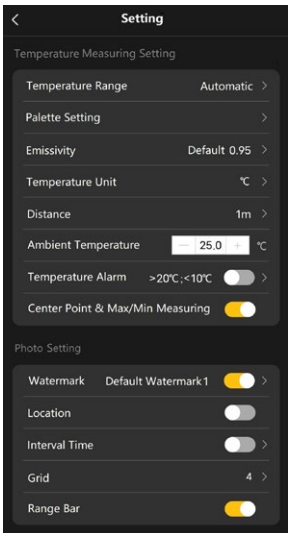 Setting
Temperature Measuring Setting
Temperature Range Automatic >
Palette Setting >
Emissivity Default 0.95 >
Temperature Unit ℃ >
Distance 1m >
Ambient Temperature — 25.0 + ℃
Temperature Alarm >20℃;<10℃ >
Center Point & Max/Min Measuring
Photo Setting
Watermark Default Watermark1 >
Location
Interval Time >
Grid 4 >
Range Bar